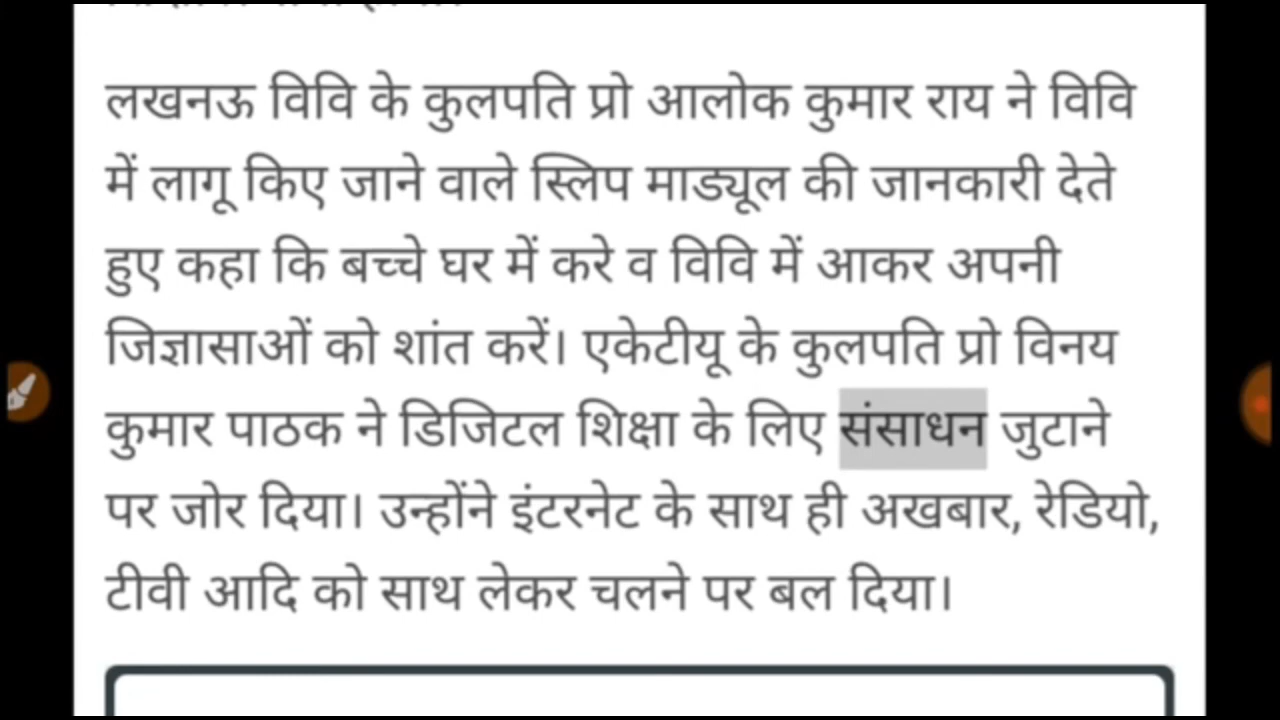 लखनऊ विवि के कुलपति प्रो आलोक कुमार राय ने विवि
में लागू किए जाने वाले स्लिप माड्यूल की जानकारी देते
हुए कहा कि बच्चे घर में करे व विवि में आकर अपनी
जिज्ञासाओं को शांत करें। एकेटीयू के कुलपति प्रो विनय
कुमार पाठक ने डिजिटल शिक्षा के लिए संसाधन जुटाने
पर जोर दिया। उन्होंने इंटरनेट के साथ ही अखबार, रेडियो,
टीवी आदि को साथ लेकर चलने पर बल दिया।